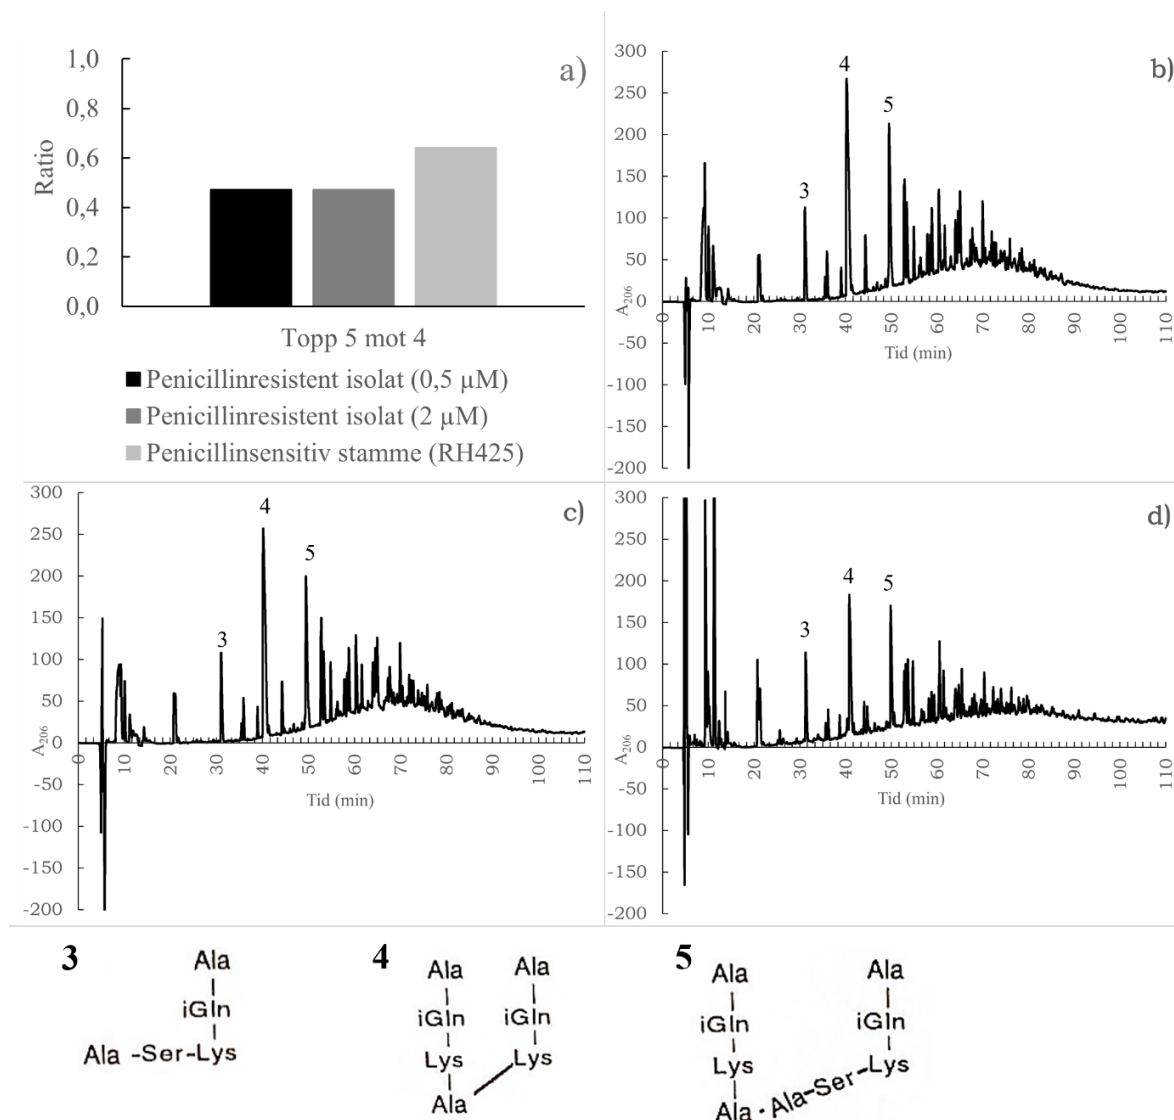 a)
1,0
0,8
0,6
0,4
0,2
0,0
Ratio
Topp 5 mot 4
Penicillinresistent isolat (0,5 µM)
Penicillinresistent isolat (2 µM)
Penicillinsensitiv stamme (RH425)
b)
300
250
200
150
100
50
0
-50
-100
-150
-200
A206
3
4
5
0 10 20 30 40 50 60 70 80 90 100 110
Tid (min)
c)
300
250
200
150
100
50
0
-50
-100
-150
-200
A206
3
4
5
0 10 20 30 40 50 60 70 80 90 100 110
Tid (min)
d)
300
250
200
150
100
50
0
-50
-100
-150
-200
A206
3
4
5
0 10 20 30 40 50 60 70 80 90 100 110
Tid (min)
3
Ala
iGln
Ala -Ser-Lys
4
Ala Ala
iGln iGln
Lys Lys
Ala
5
Ala Ala
iGln iGln
Lys Lys
Ala - Ala-Ser-